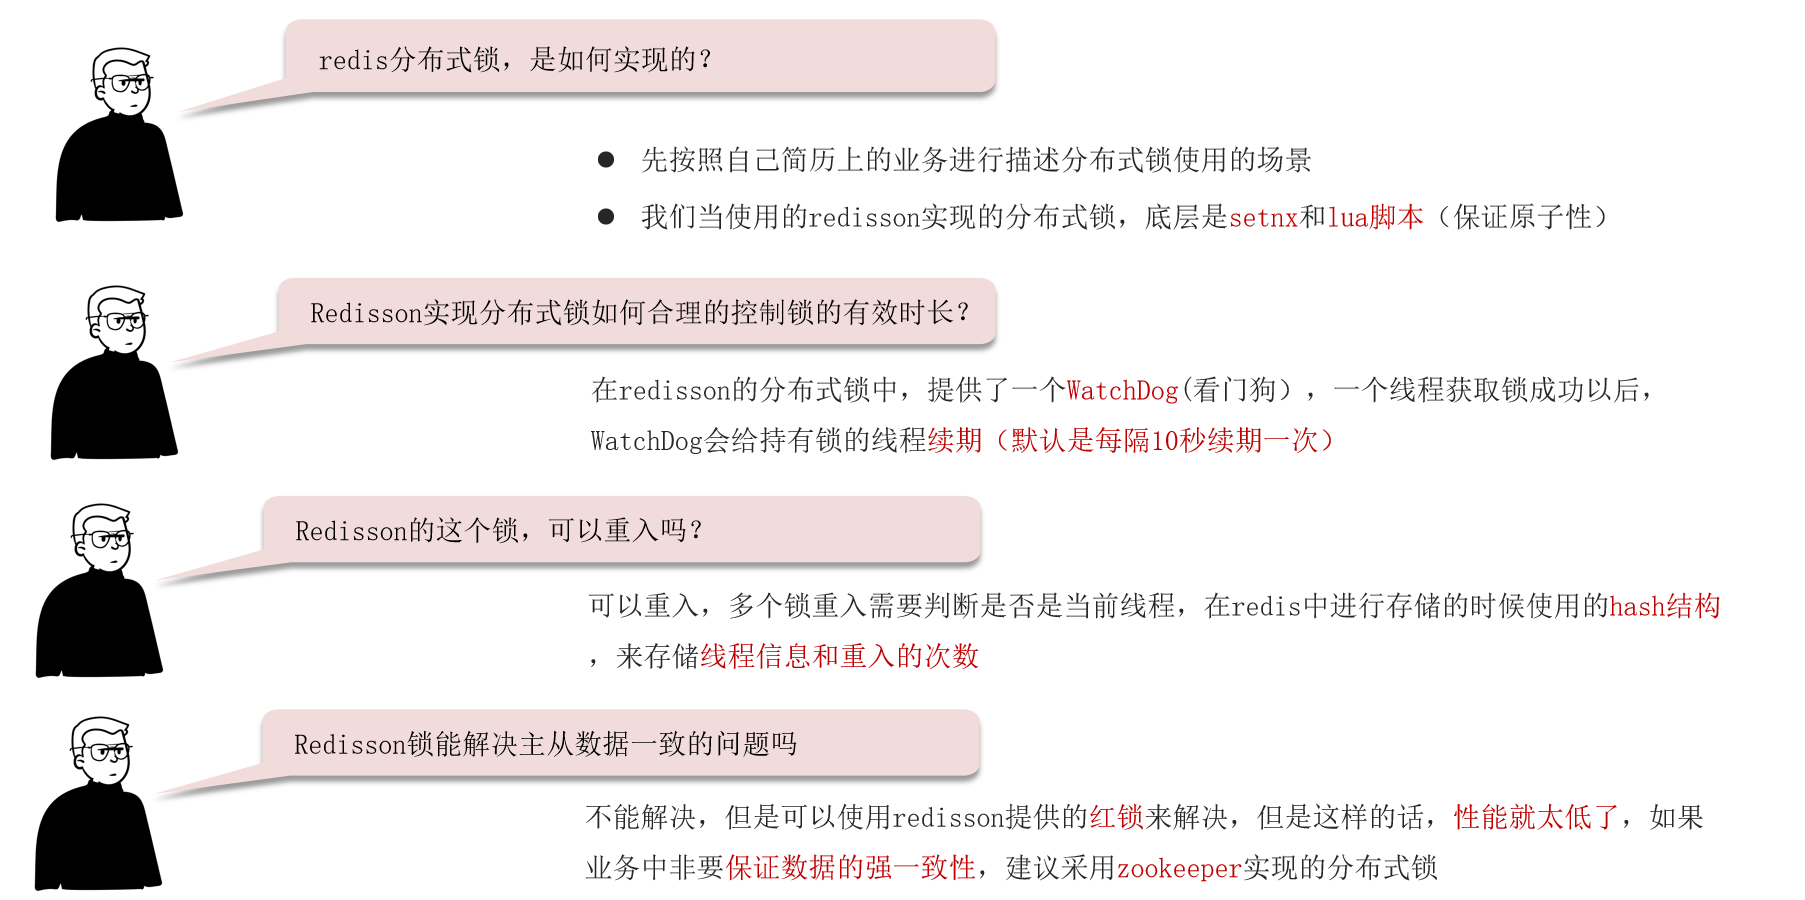 redis分布式锁，是如何实现的？
● 先按照自己简历上的业务进行描述分布式锁使用的场景
● 我们当使用的redisson实现的分布式锁，底层是setnx和lua脚本（保证原子性）
Redisson实现分布式锁如何合理的控制锁的有效时长？
在redisson的分布式锁中，提供了一个WatchDog(看门狗），一个线程获取锁成功以后，
WatchDog会给持有锁的线程续期（默认是每隔10秒续期一次）
Redisson的这个锁，可以重入吗？
可以重入，多个锁重入需要判断是否是当前线程，在redis中进行存储的时候使用的hash结构
，来存储线程信息和重入的次数
Redisson锁能解决主从数据一致的问题吗
不能解决，但是可以使用redisson提供的红锁来解决，但是这样的话，性能就太低了，如果
业务中非要保证数据的强一致性，建议采用zookeeper实现的分布式锁